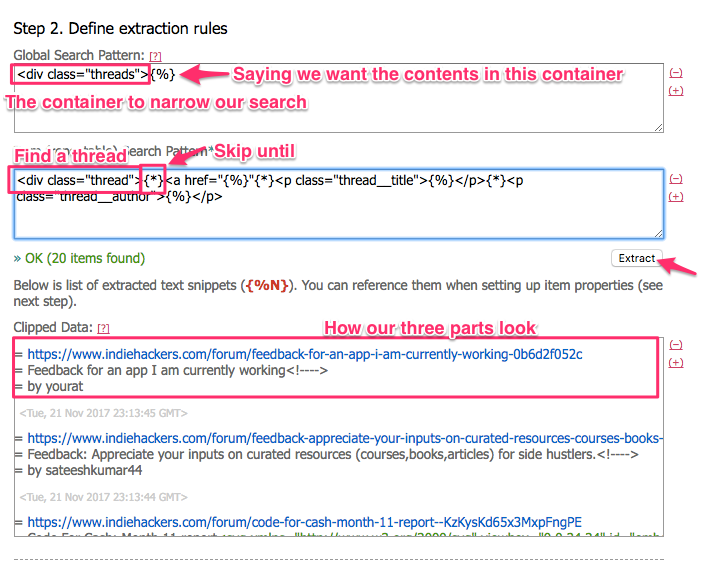 Step 2. Define extraction rules
Global Search Pattern: [?]
<div class="threads">{%}
Saying we want the contents in this container
(–)
(+)
The container to narrow our search
Search Pattern*
Find a thread
Skip until
<div class="thread">{*}<a href="{%}"{*}<p class="thread__title">{%}</p>{*}<p
class="thread__author">{%}</p>
(–)
(+)
» OK (20 items found)
Extract
Below is list of extracted text snippets ({%N}). You can reference them when setting up item properties (see
next step).
Clipped Data: [?]
How our three parts look
(–)
(+)
= https://www.indiehackers.com/forum/feedback-for-an-app-i-am-currently-working-0b6d2f052c
= Feedback for an app I am currently working<!---->
= by yourat
<Tue, 21 Nov 2017 23:13:45 GMT>
= https://www.indiehackers.com/forum/feedback-appreciate-your-inputs-on-curated-resources-courses-books-
= Feedback: Appreciate your inputs on curated resources (courses,books,articles) for side hustlers.<!---->
= by sateeshkumar44
<Tue, 21 Nov 2017 23:13:44 GMT>
= https://www.indiehackers.com/forum/code-for-cash-month-11-report--KzKysKd65x3MxpFngPE